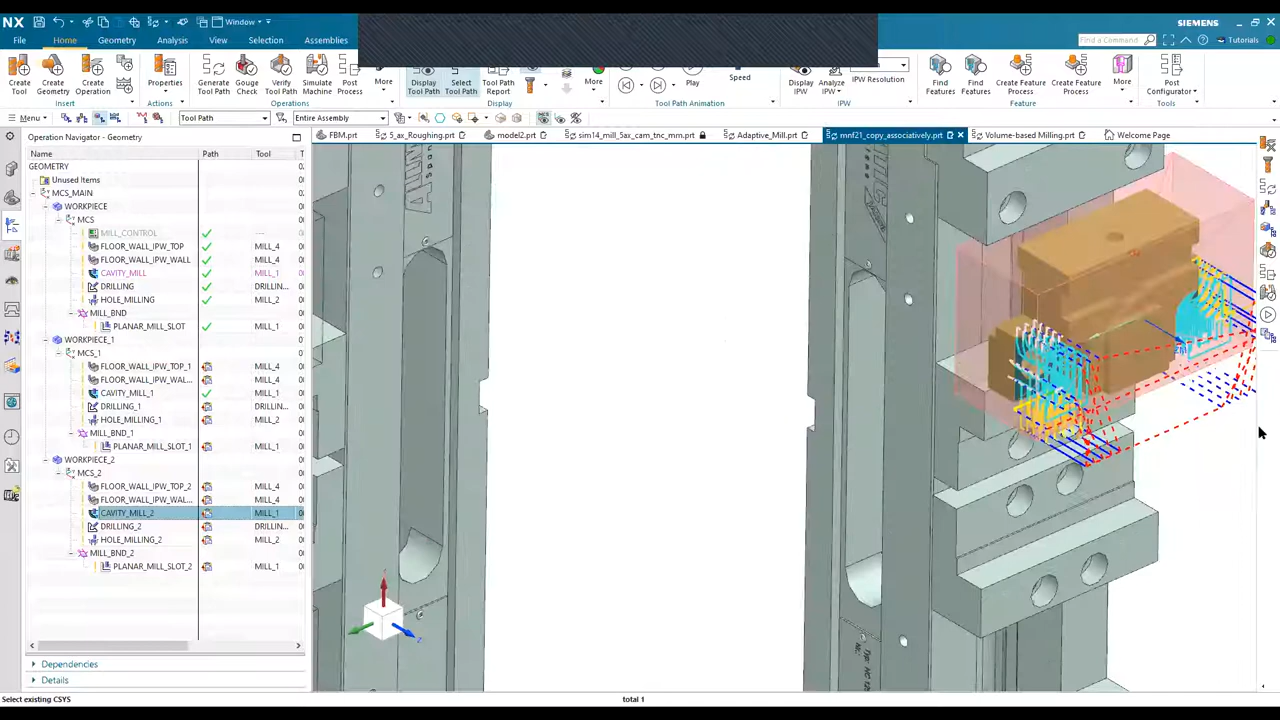 NX
Window
SIEMENS
File
Home
Geometry
Analysis
View
Selection
Assemblies
Find a Command
Tutorials
Create Tool
Create Geometry
Create Operation
Properties
Generate Tool Path
Gouge Check
Verify Tool Path
Simulate Machine
Post Process
More
Display Tool Path
Select Tool Path
Tool Path Report
More
Play
Speed
Display IPW
Analyze IPW
IPW Resolution
Find Features
Find Features
Create Feature Process
Create Feature Process
More
Post Configurator
Insert
Actions
Operations
Display
Tool Path Animation
IPW
Feature
Tools
Menu
Tool Path
Entire Assembly
Operation Navigator - Geometry
FBM.prt
5_ax_Roughing.prt
model2.prt
sim14_mill_5ax_cam_tnc_mm.prt
Adaptive_Mill.prt
mnf21_copy_associatively.prt
Volume-based Milling.prt
Welcome Page
Name
Path
Tool
T
GEOMETRY
Unused Items
MCS_MAIN
WORKPIECE
MCS
MILL_CONTROL
FLOOR_WALL_IPW_TOP MILL_4
FLOOR_WALL_IPW_WALL MILL_4
CAVITY_MILL MILL_1
DRILLING DRILLIN...
HOLE_MILLING MILL_2
MILL_BND
PLANAR_MILL_SLOT MILL_1
WORKPIECE_1
MCS_1
FLOOR_WALL_IPW_TOP_1 MILL_4
FLOOR_WALL_IPW_WAL... MILL_4
CAVITY_MILL_1 MILL_1
DRILLING_1 DRILLIN...
HOLE_MILLING_1 MILL_2
MILL_BND_1
PLANAR_MILL_SLOT_1 MILL_1
WORKPIECE_2
MCS_2
FLOOR_WALL_IPW_TOP_2 MILL_4
FLOOR_WALL_IPW_WAL... MILL_4
CAVITY_MILL_2 MILL_1
DRILLING_2 DRILLIN...
HOLE_MILLING_2 MILL_2
MILL_BND_2
PLANAR_MILL_SLOT_2 MILL_1
ZM
Dependencies
Details
Select existing CSYS
total 1